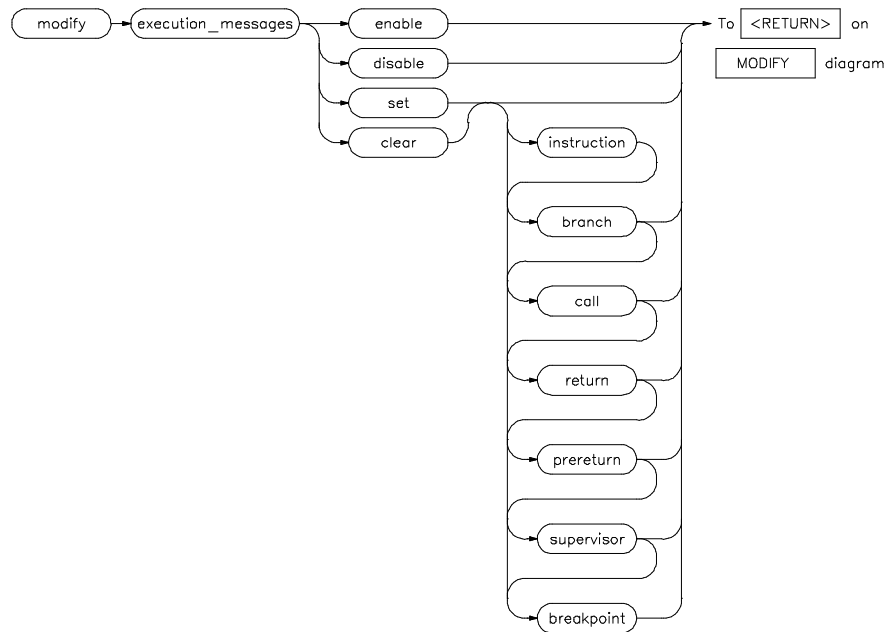 modify execution_messages enable To <RETURN> on
disable MODIFY diagram
set
clear instruction
branch
call
return
prereturn
supervisor
breakpoint